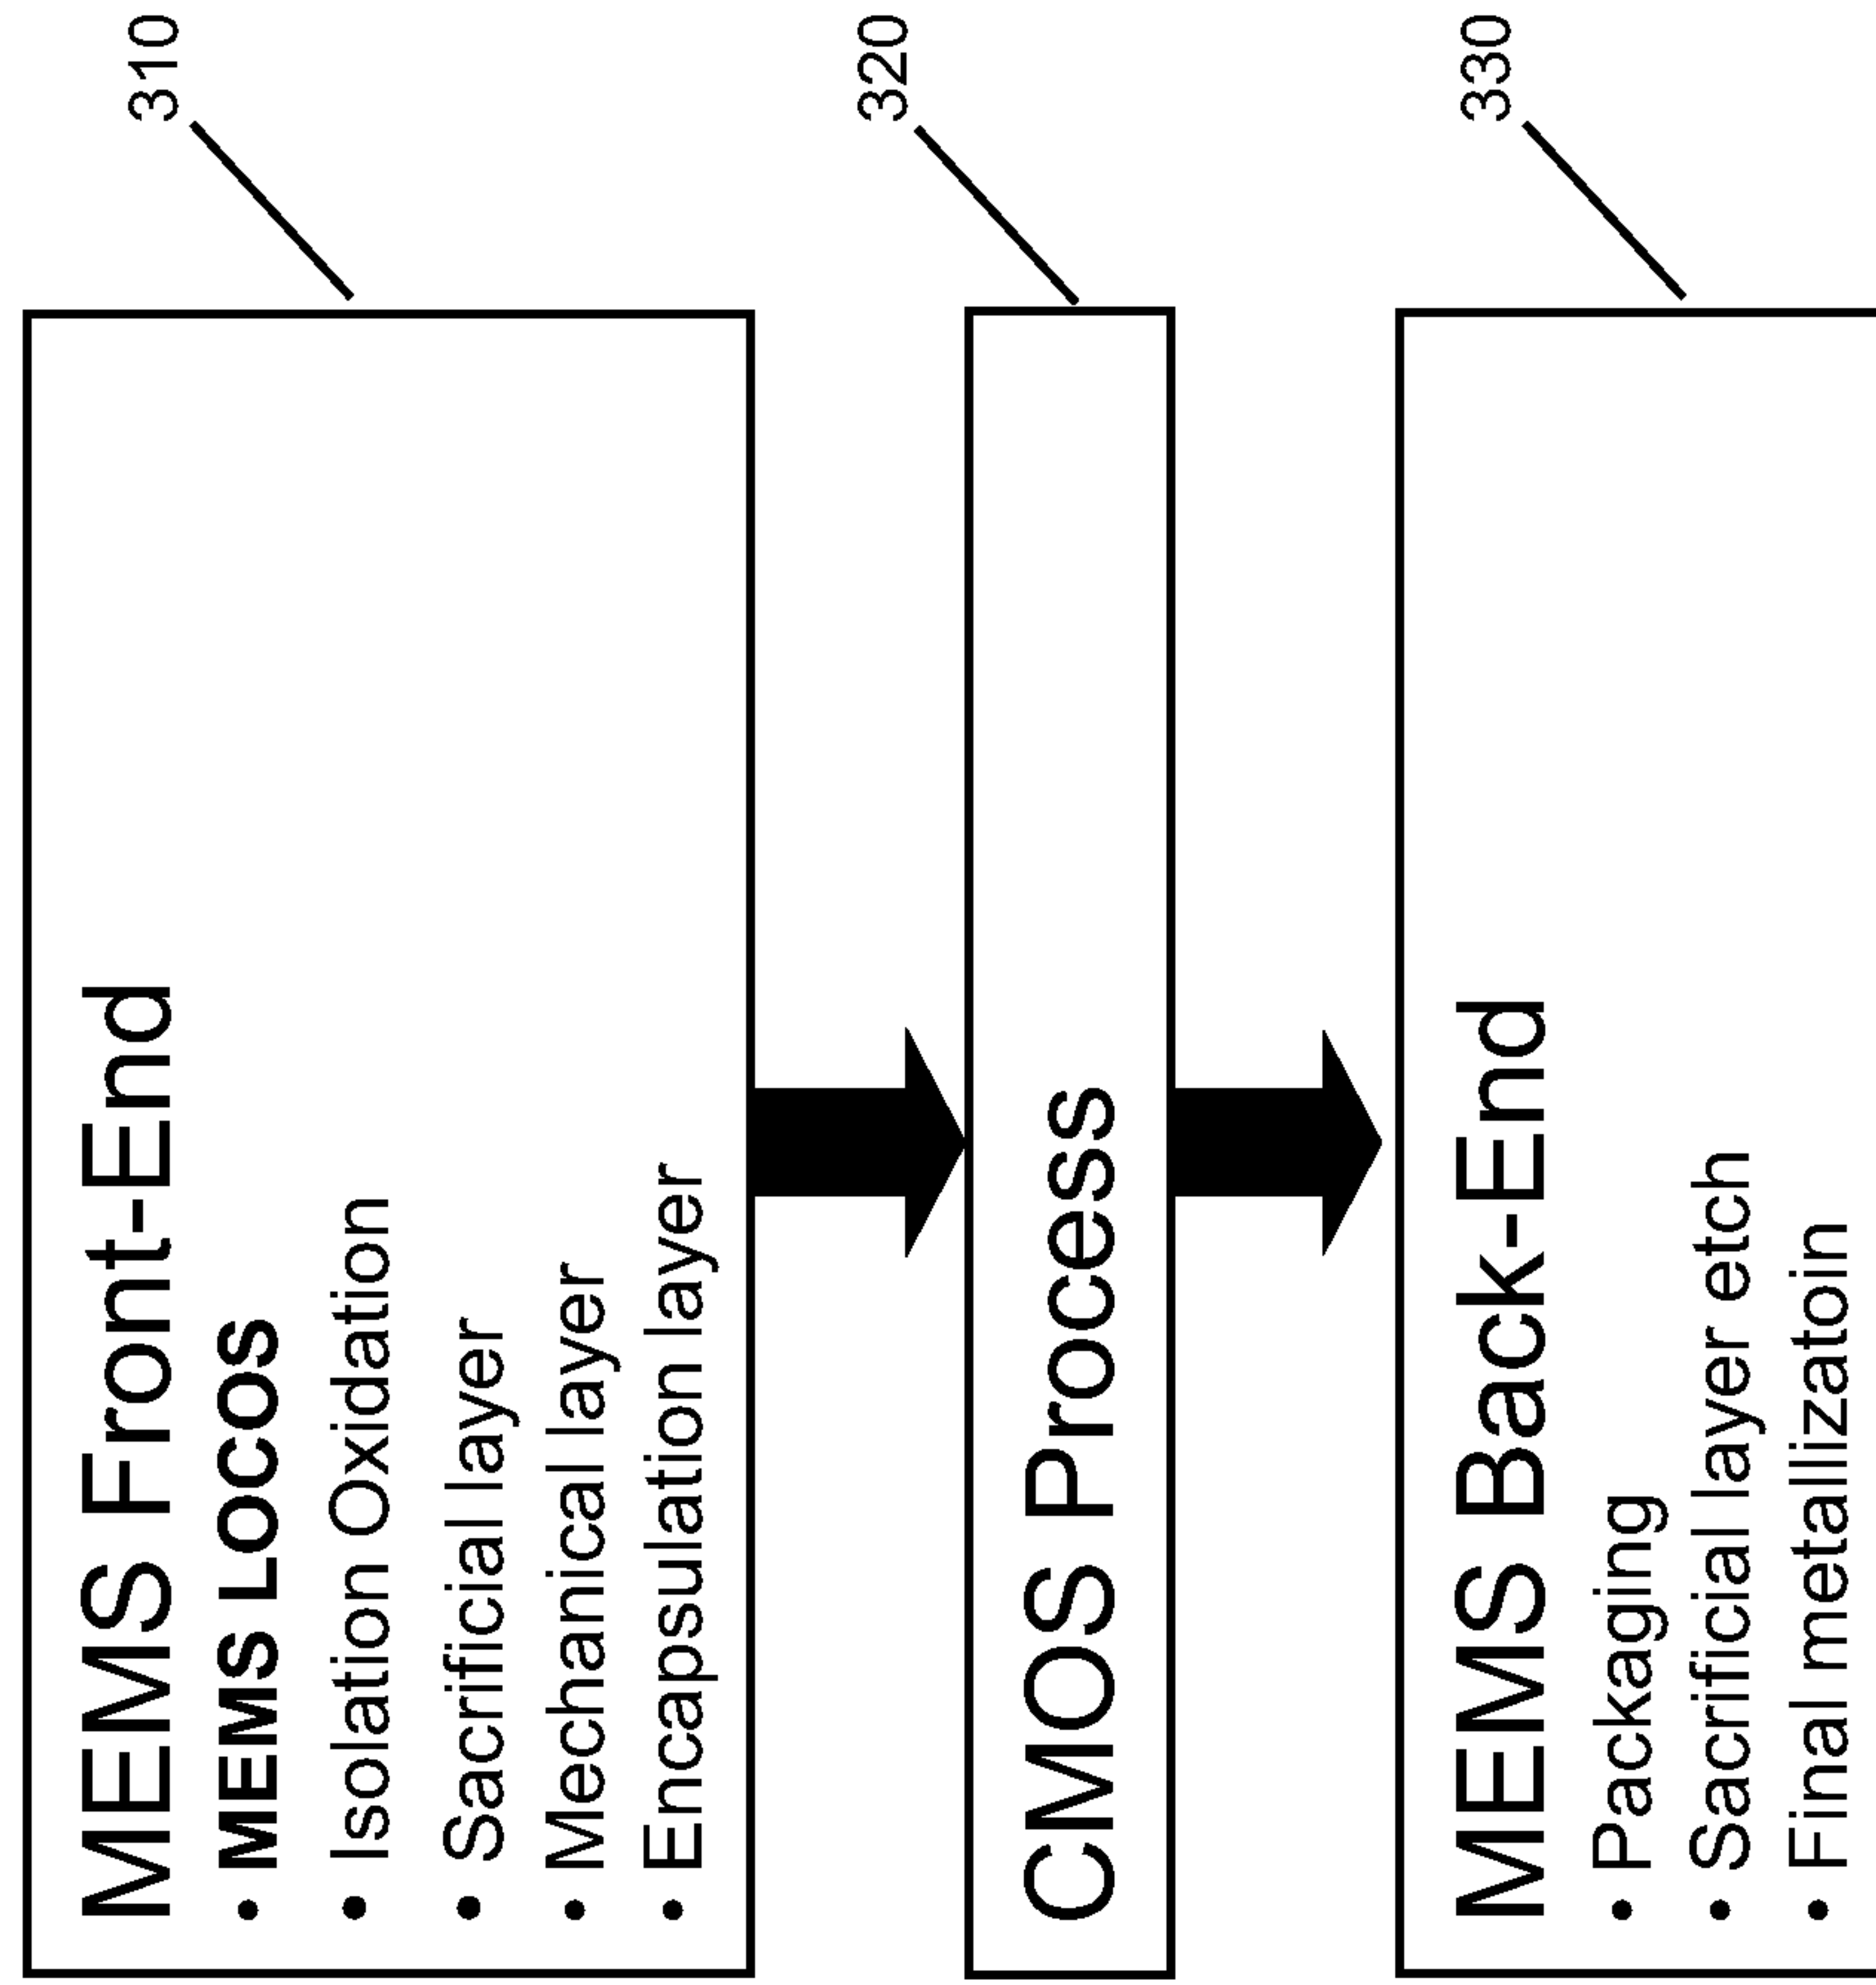 310
MEMS Front-End
• MEMS LOCOS
• Isolation Oxidation
• Sacrificial layer
• Mechanical layer
• Encapsulation layer
320
CMOS Process
330
MEMS Back-End
• Packaging
• Sacrificial layer etch
• Final metallizatoin